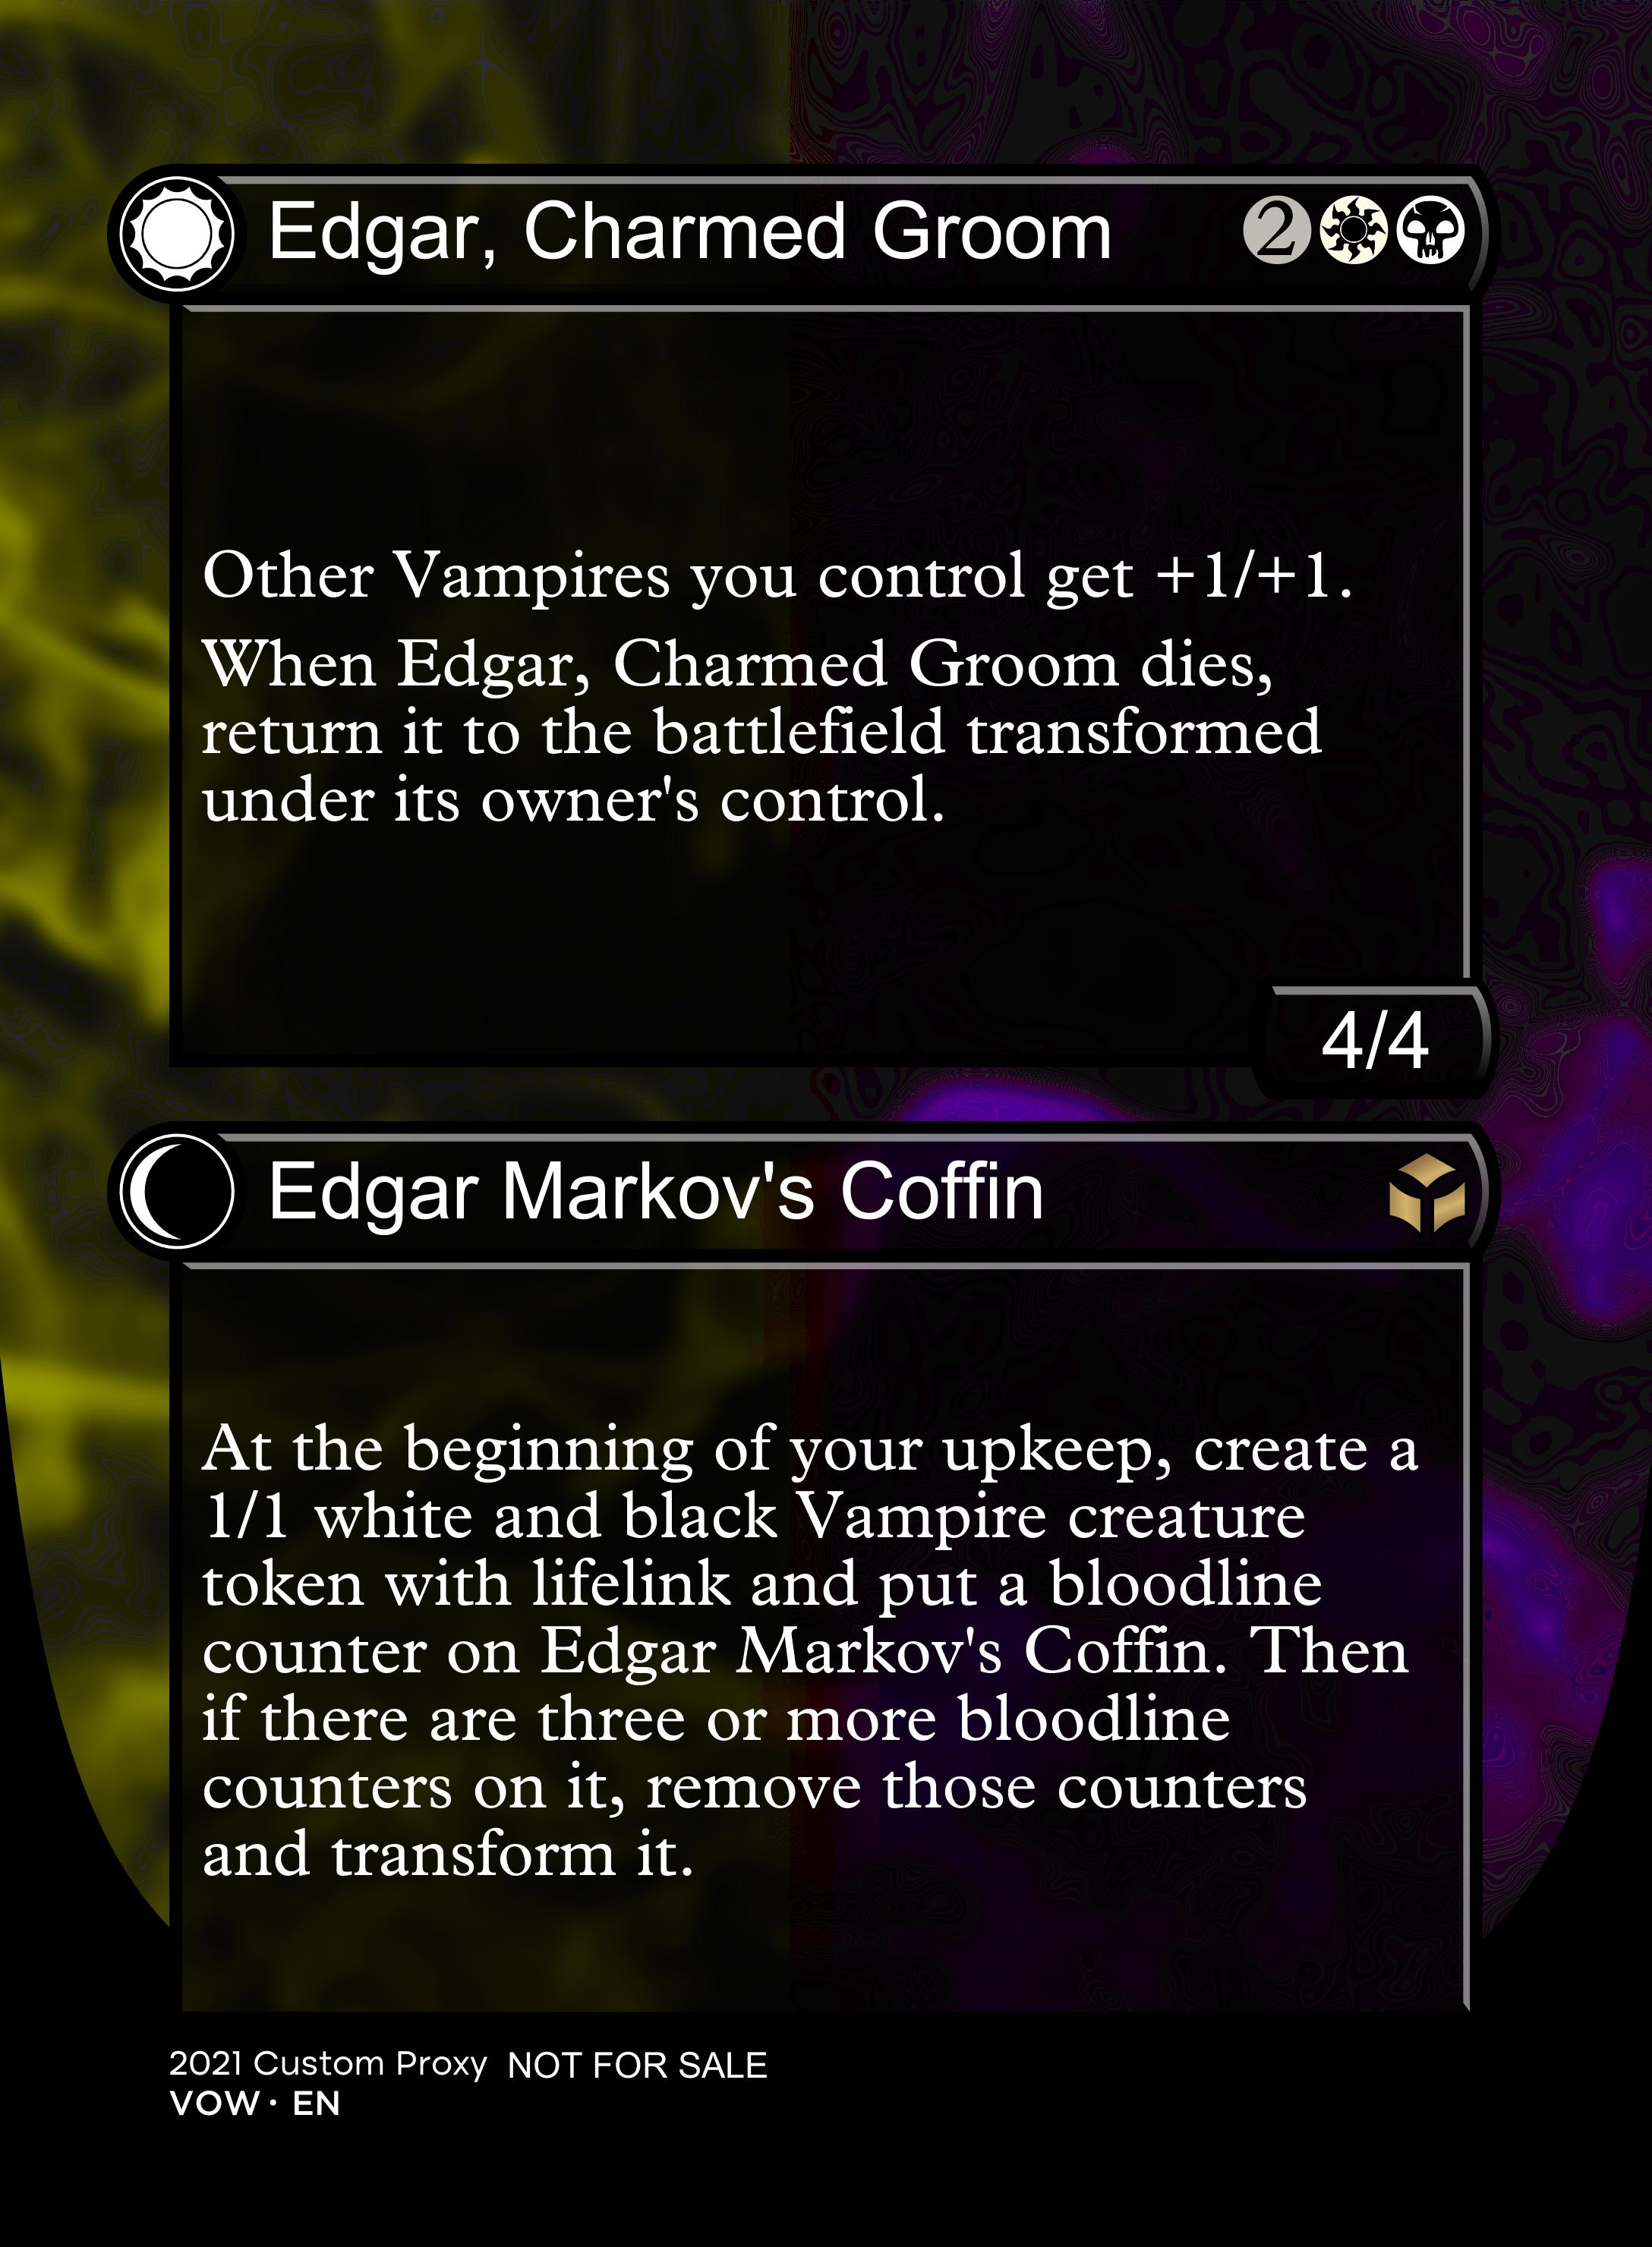 Edgar, Charmed Groom 2
Other Vampires you control get +1/+1.
When Edgar, Charmed Groom dies,
return it to the battlefield transformed
under its owner's control.
4/4
Edgar Markov's Coffin
At the beginning of your upkeep, create a
1/1 white and black Vampire creature
token with lifelink and put a bloodline
counter on Edgar Markov's Coffin. Then
if there are three or more bloodline
counters on it, remove those counters
and transform it.
2021 Custom Proxy NOT FOR SALE
VOW • EN